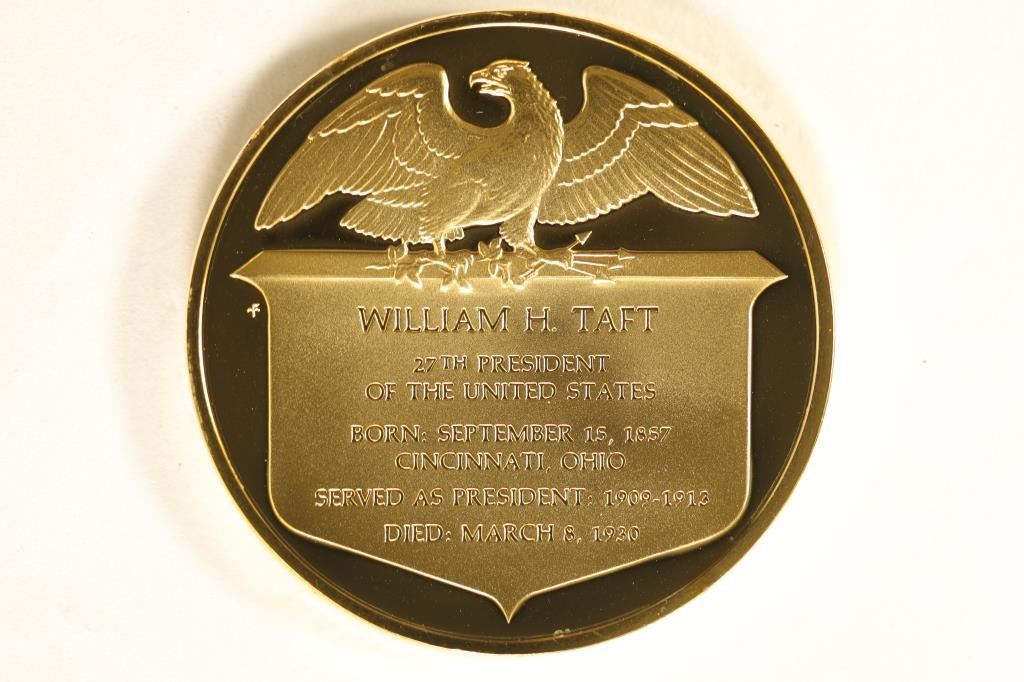 WILLIAM H. TAFT
27TH PRESIDENT
OF THE UNITED STATES
BORN: SEPTEMBER 15, 1857
CINCINNATI, OHIO
SERVED AS PRESIDENT: 1909-1913
DIED: MARCH 8, 1930